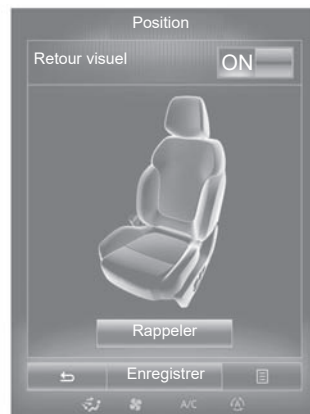 Position
Retour visuel ON
Rappeler
Enregistrer
A/C